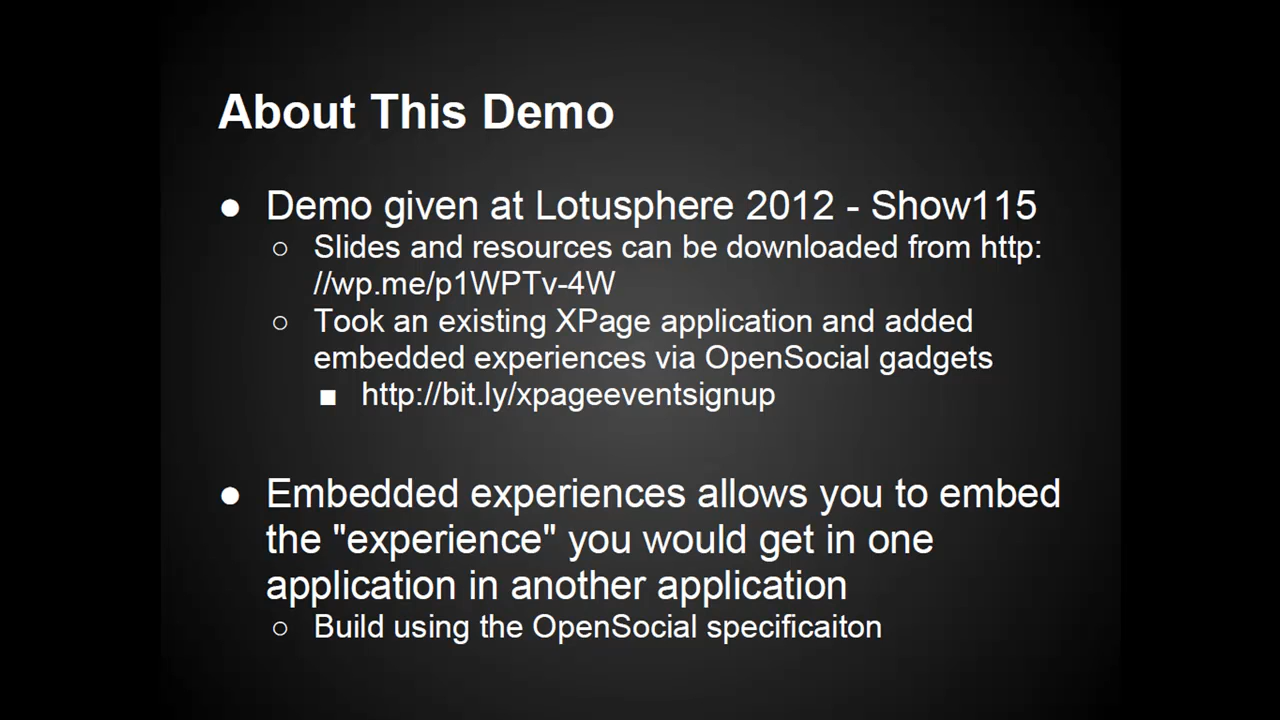 About This Demo
● Demo given at Lotusphere 2012 - Show115
○ Slides and resources can be downloaded from http:
//wp.me/p1WPTv-4W
○ Took an existing XPage application and added
embedded experiences via OpenSocial gadgets
■ http://bit.ly/xpageeventsignup
● Embedded experiences allows you to embed
the "experience" you would get in one
application in another application
○ Build using the OpenSocial specificaiton